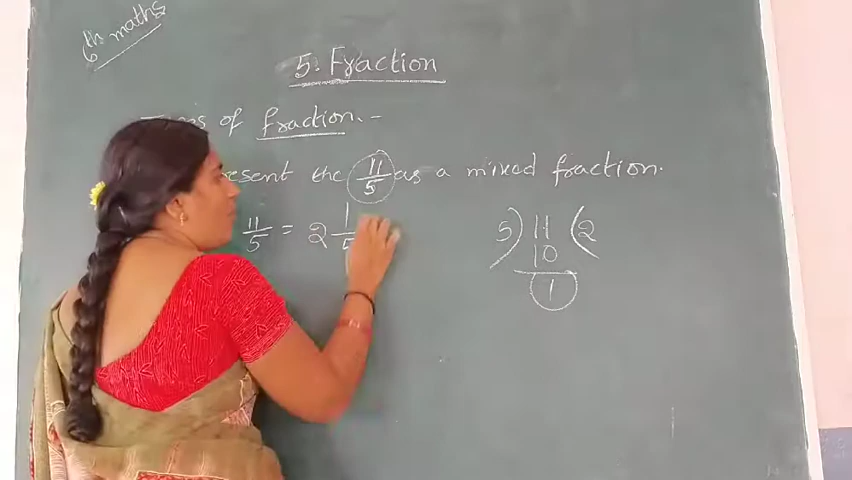 6th maths
5. Fraction
of fraction. -
the 11/5 as a mixed fraction.
11/5 = 2 1/5
5) 11 (2
10
1